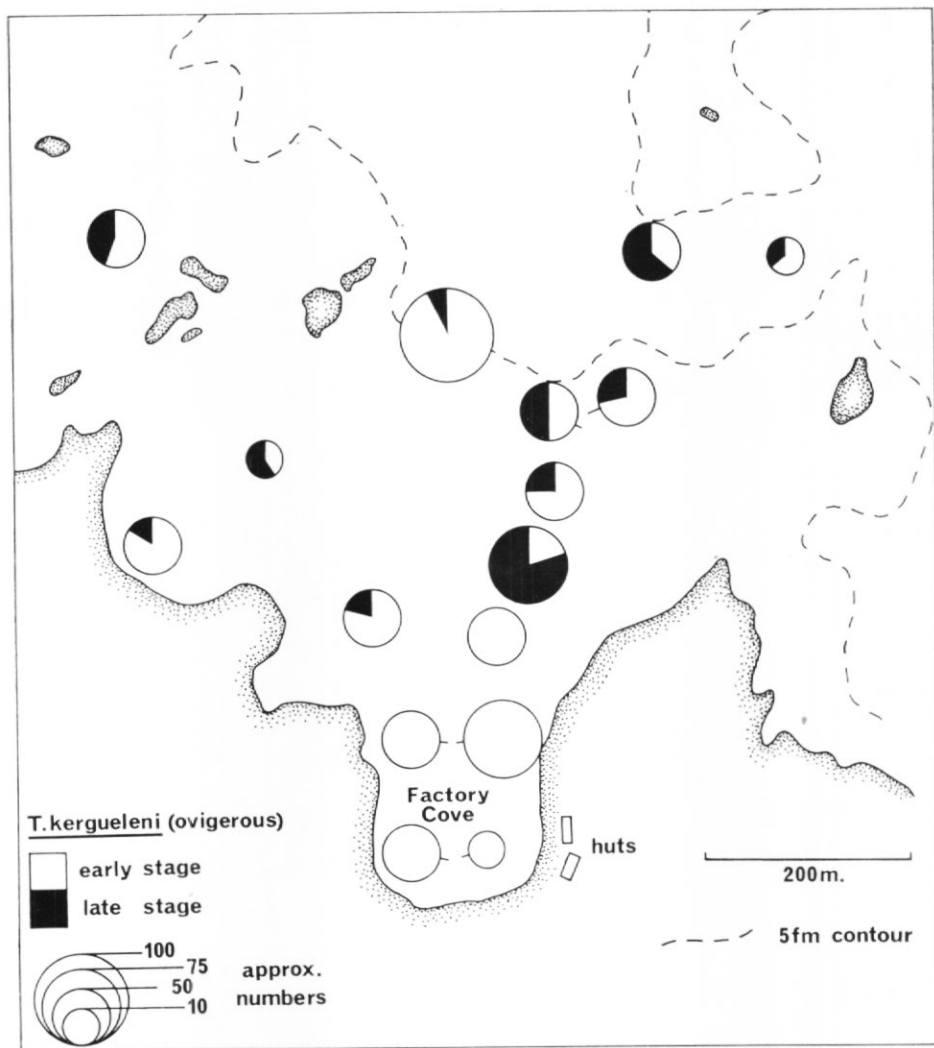 Factory
Cove
huts
T.kergueleni (ovigerous)
early stage
late stage
100
75
50
10
approx.
numbers
200m.
5fm contour